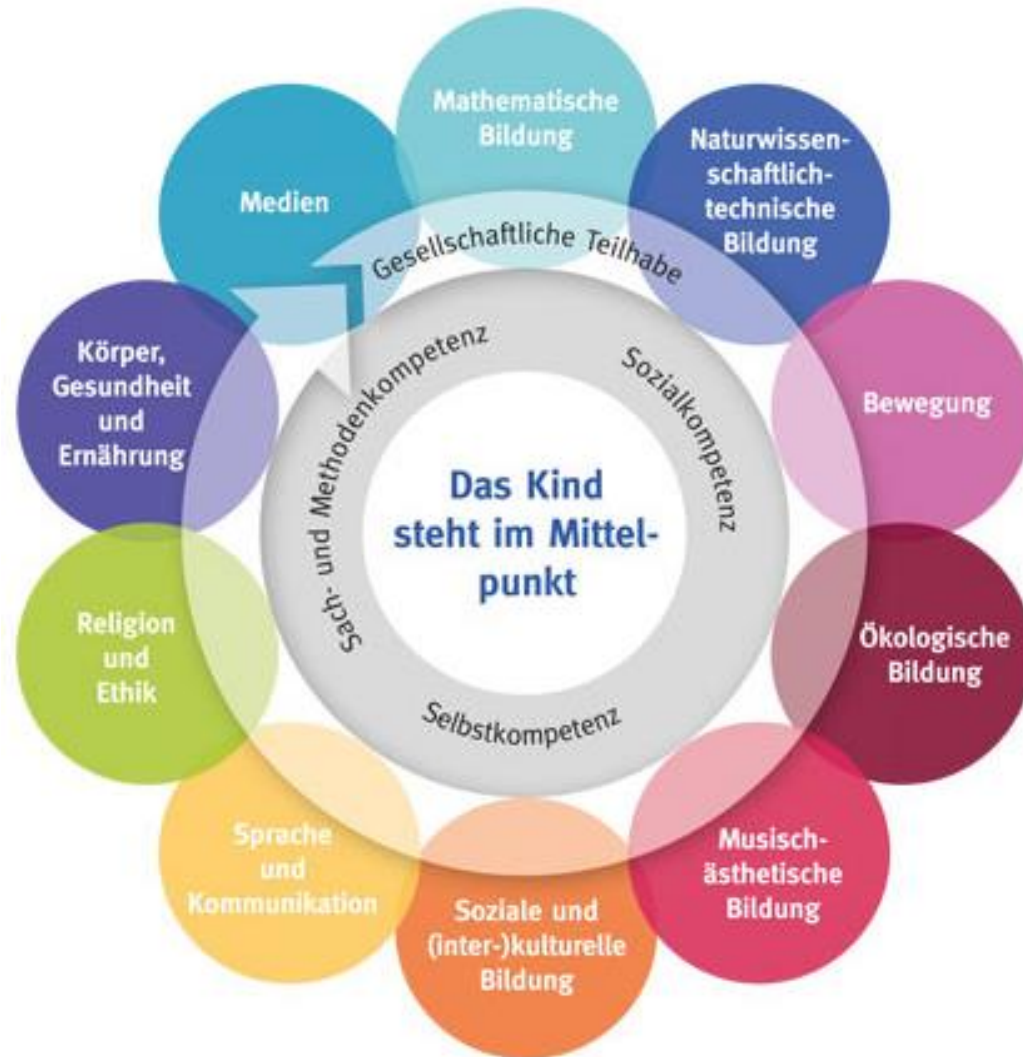 Mathematische
Bildung
Naturwissen-
schaftlich-
technische
Bildung
Bewegung
Ökologische
Bildung
Musisch-
ästhetische
Bildung
Soziale und
(inter-)kulturelle
Bildung
Sprache
und
Kommunikation
Religion
und
Ethik
Körper,
Gesundheit
und
Ernährung
Medien
Gesellschaftliche Teilhabe
Sach- und Methodenkompetenz
Sozialkompetenz
Selbstkompetenz
Das Kind
steht im Mittel-
punkt